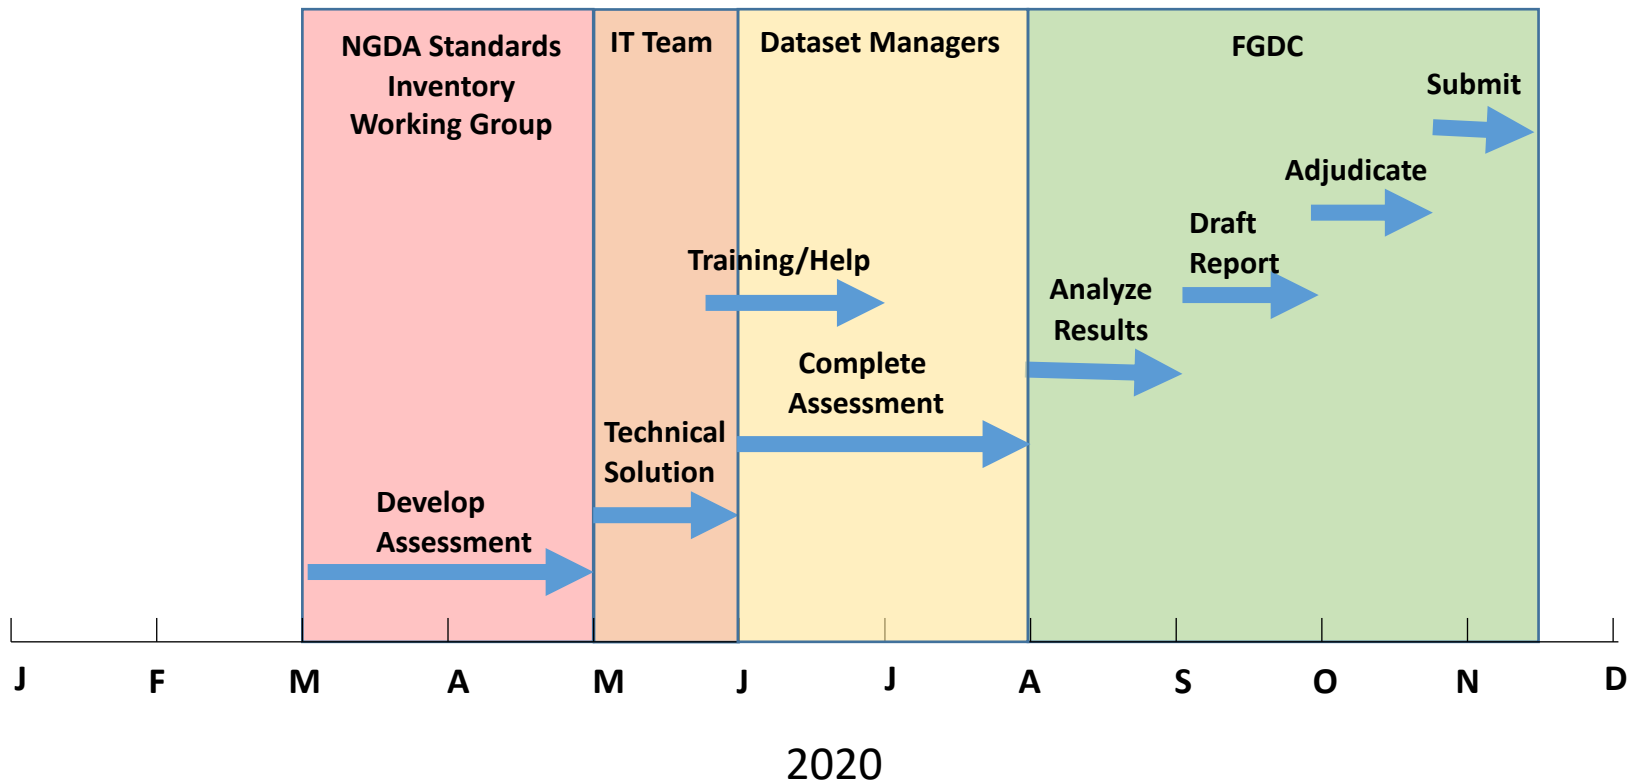 NGDA Standards
Inventory
Working Group
IT Team
Dataset Managers
FGDC
Submit
Adjudicate
Draft
Report
Training/Help
Analyze
Results
Complete
Assessment
Technical
Solution
Develop
Assessment
J F M A M J J A S O N D
2020